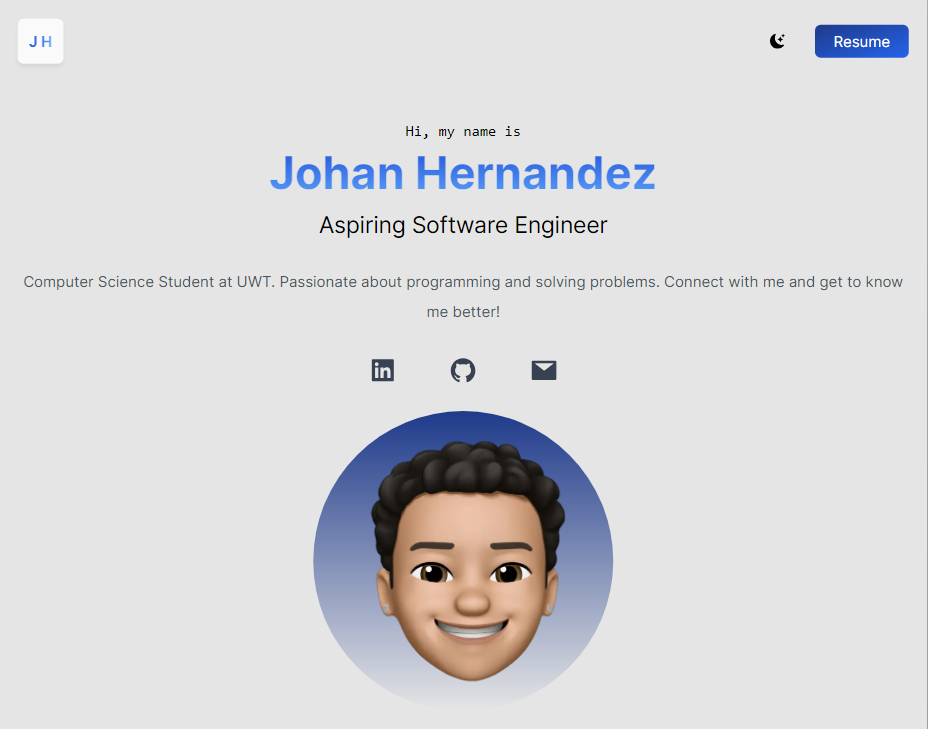 J H
Resume
Hi, my name is
Johan Hernandez
Aspiring Software Engineer
Computer Science Student at UWT. Passionate about programming and solving problems. Connect with me and get to know
me better!
in